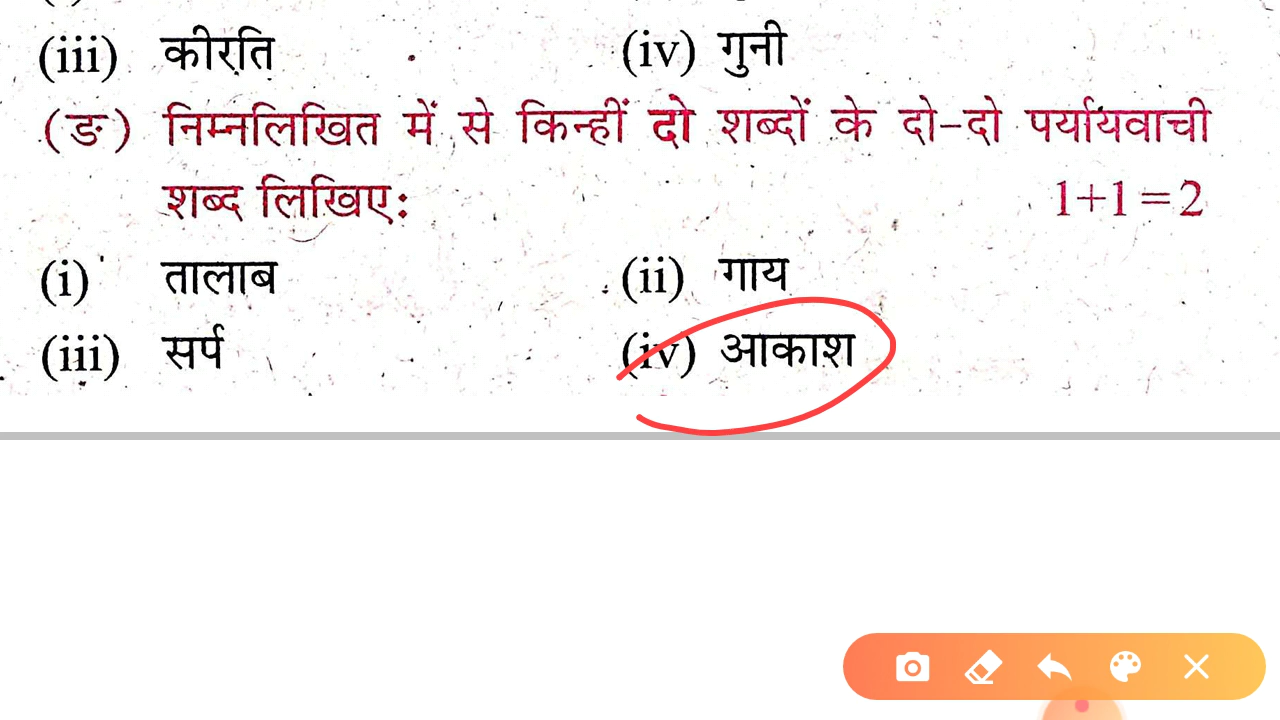 (iii) कीरति (iv) गुनी
(ङ) निम्नलिखित में से किन्हीं दो शब्दों के दो-दो पर्यायवाची
शब्द लिखिए: 1+1=2
(i) तालाब (ii) गाय
(iii) सर्प (iv) आकाश